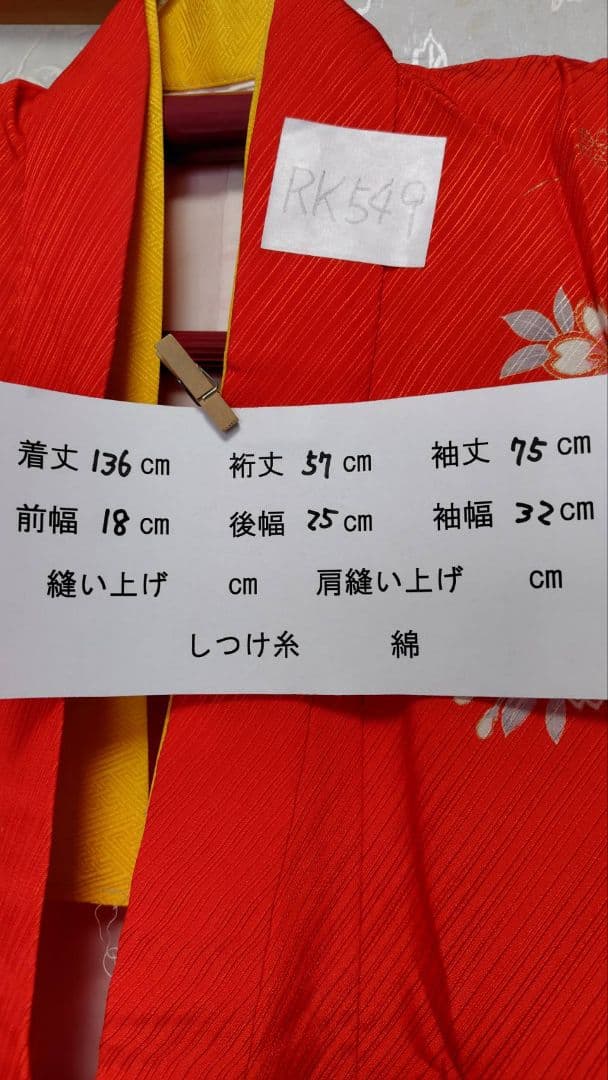 RK549
着丈 136 cm 裄丈 57 cm 袖丈 75 cm
前幅 18 cm 後幅 25 cm 袖幅 32 cm
縫い上げ cm 肩縫い上げ cm
しつけ糸 綿